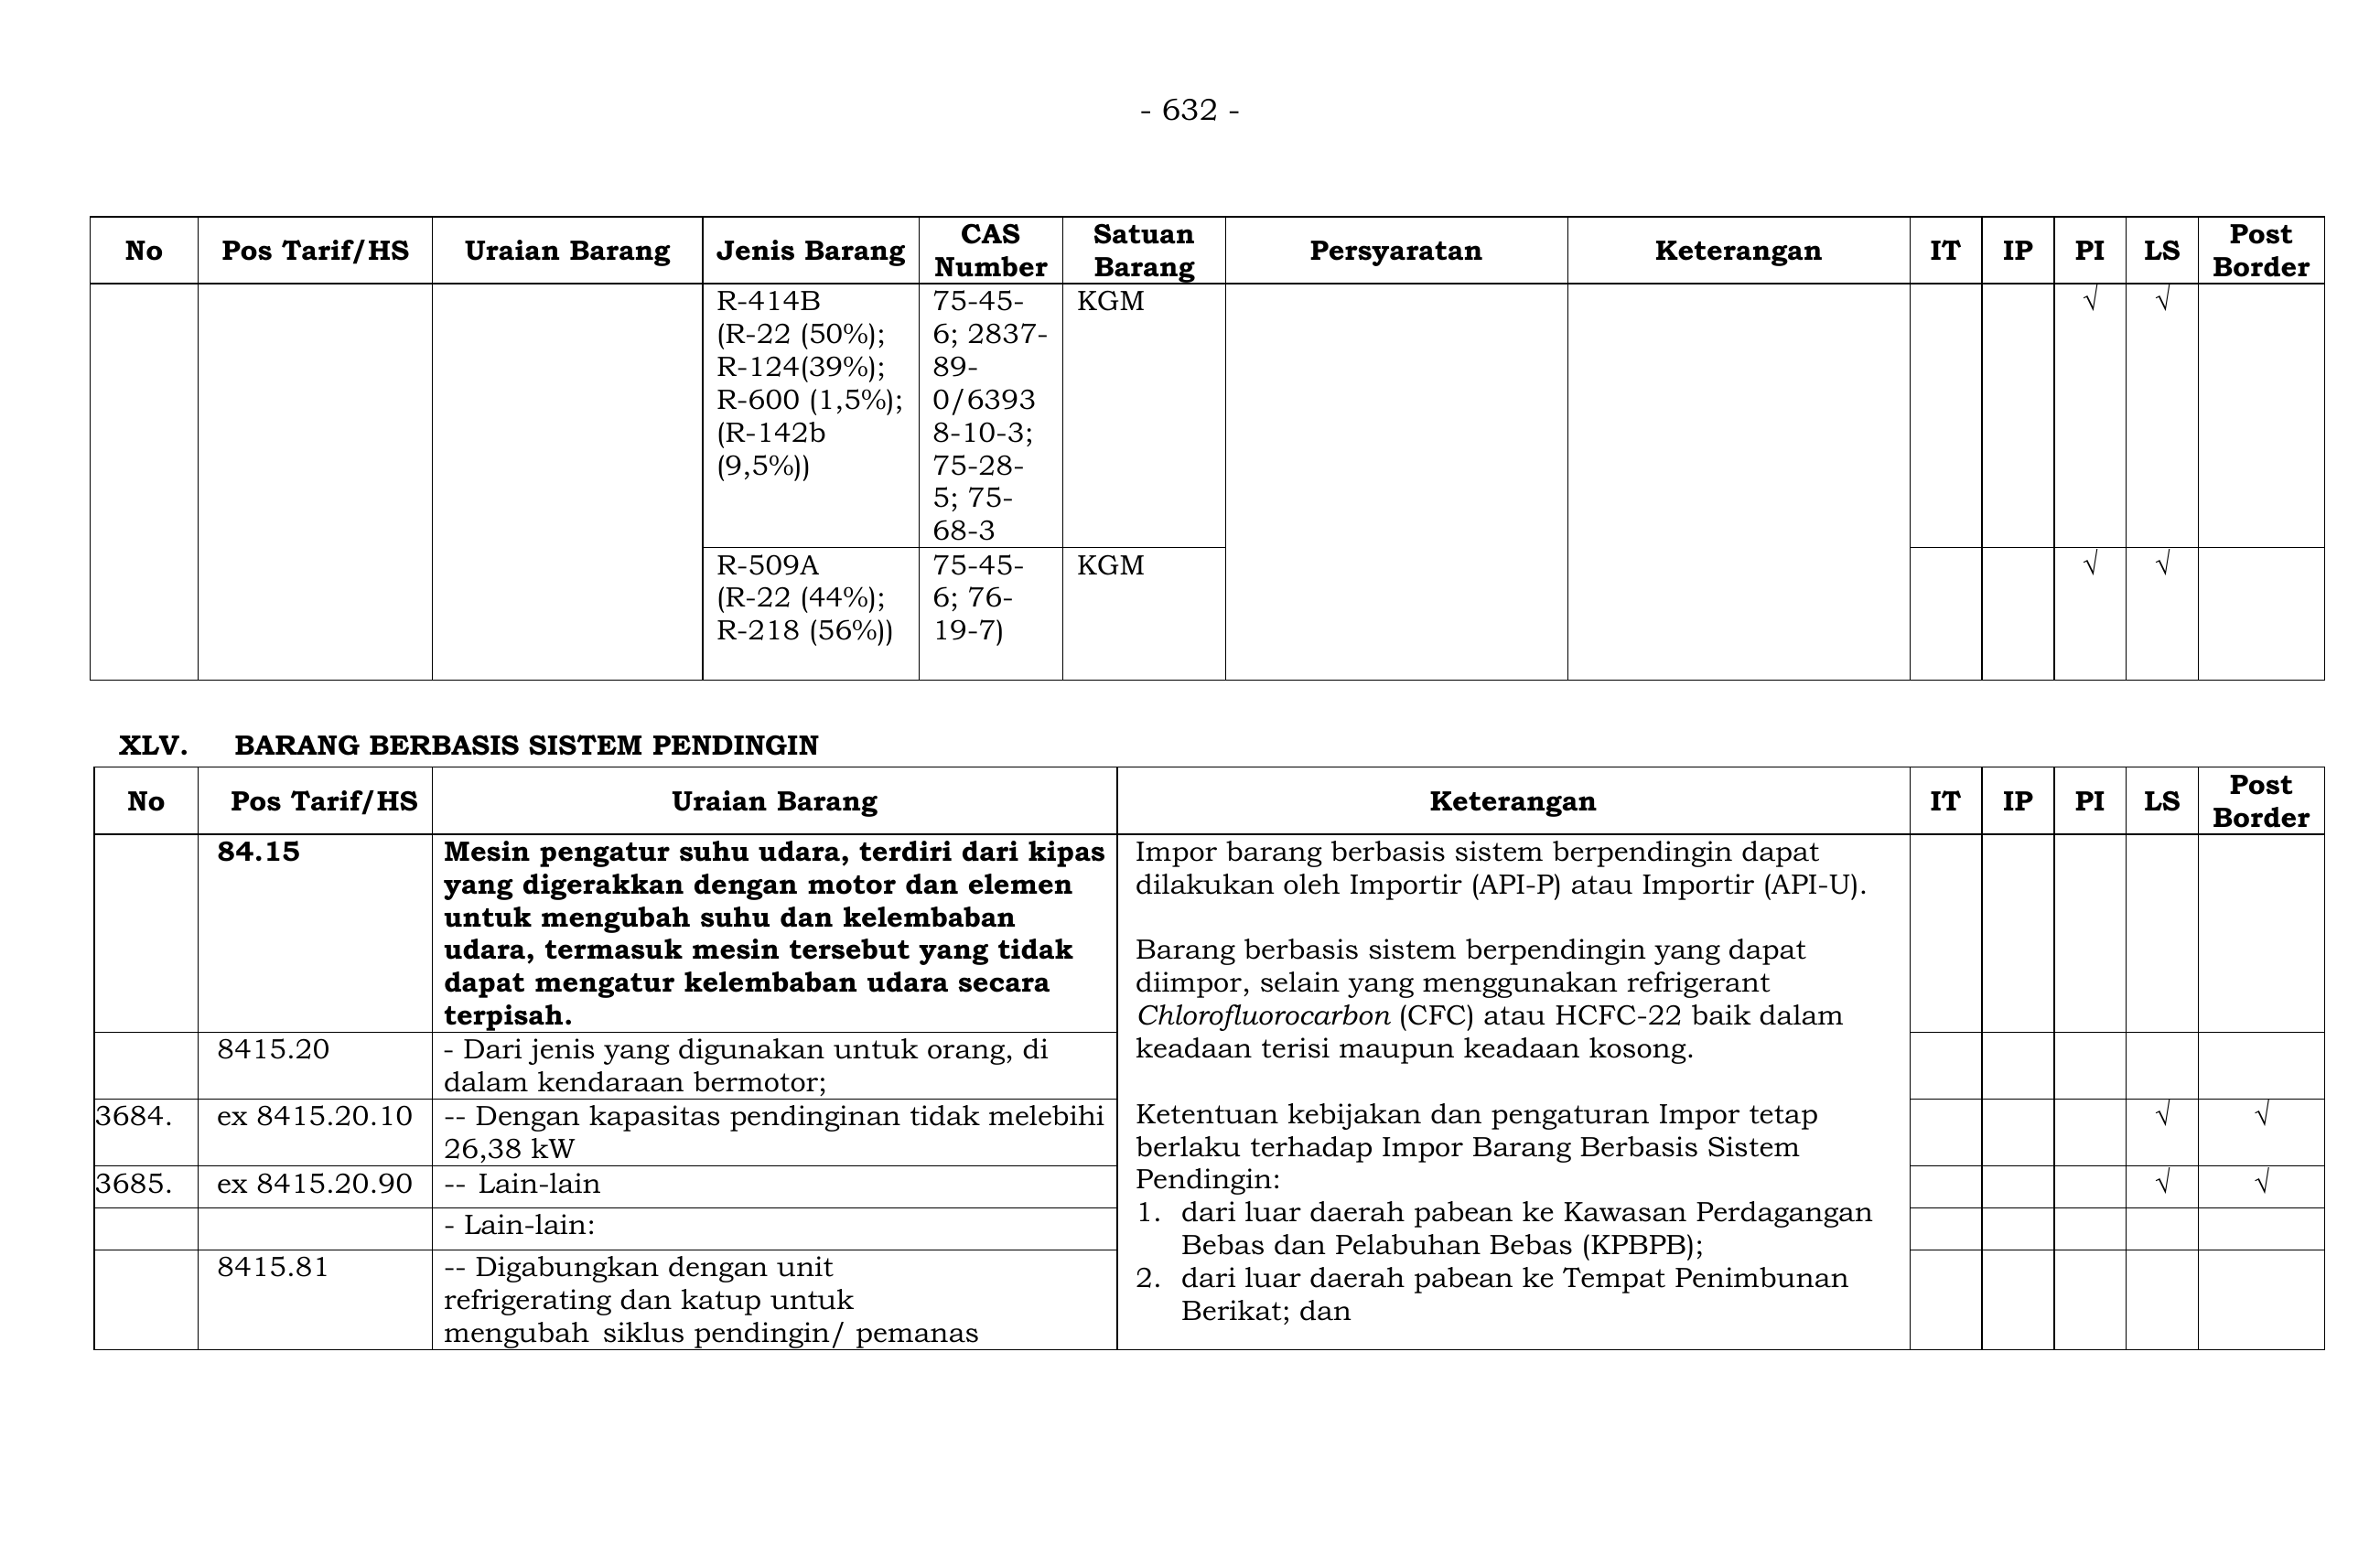 - 632 -
No Pos Tarif/HS Uraian Barang Jenis Barang CAS Number Satuan Barang Persyaratan Keterangan IT IP PI LS Post Border
R-414B
(R-22 (50%);
R-124(39%);
R-600 (1,5%);
(R-142b
(9,5%))
75-45-
6; 2837-
89-
0/6393
8-10-3;
75-28-
5; 75-
68-3
KGM
√ √
R-509A
(R-22 (44%);
R-218 (56%))
75-45-
6; 76-
19-7)
KGM
√ √
XLV. BARANG BERBASIS SISTEM PENDINGIN
No Pos Tarif/HS Uraian Barang Keterangan IT IP PI LS Post Border
84.15
Mesin pengatur suhu udara, terdiri dari kipas
yang digerakkan dengan motor dan elemen
untuk mengubah suhu dan kelembaban
udara, termasuk mesin tersebut yang tidak
dapat mengatur kelembaban udara secara
terpisah.
Impor barang berbasis sistem berpendingin dapat
dilakukan oleh Importir (API-P) atau Importir (API-U).
Barang berbasis sistem berpendingin yang dapat
diimpor, selain yang menggunakan refrigerant
Chlorofluorocarbon (CFC) atau HCFC-22 baik dalam
keadaan terisi maupun keadaan kosong.
Ketentuan kebijakan dan pengaturan Impor tetap
berlaku terhadap Impor Barang Berbasis Sistem
Pendingin:
1. dari luar daerah pabean ke Kawasan Perdagangan
Bebas dan Pelabuhan Bebas (KPBPB);
2. dari luar daerah pabean ke Tempat Penimbunan
Berikat; dan
8415.20
- Dari jenis yang digunakan untuk orang, di
dalam kendaraan bermotor;
3684. ex 8415.20.10 -- Dengan kapasitas pendinginan tidak melebihi
26,38 kW
√ √
3685. ex 8415.20.90 -- Lain-lain √ √
- Lain-lain:
8415.81
-- Digabungkan dengan unit
refrigerating dan katup untuk
mengubah siklus pendingin/ pemanas